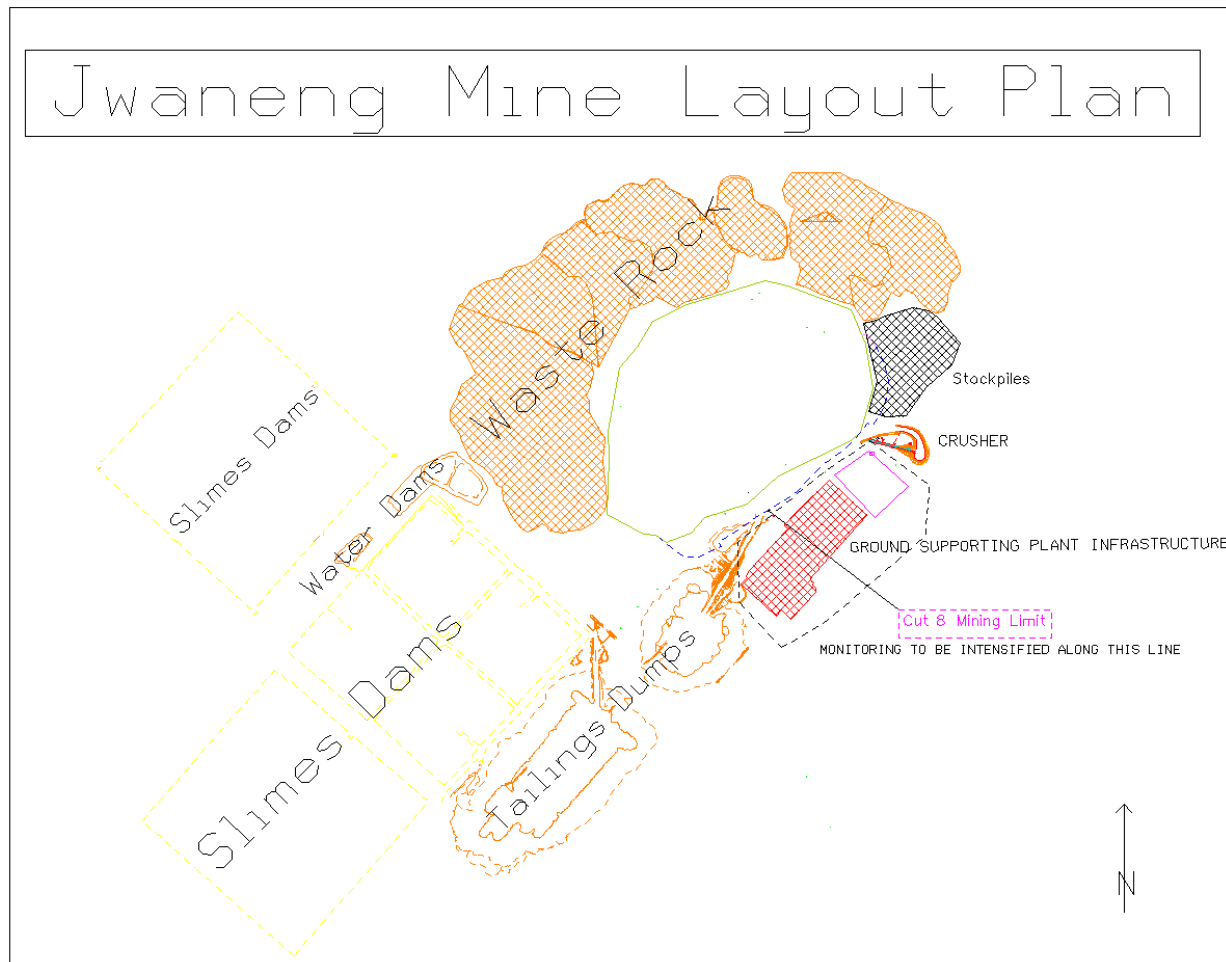 Jwaneng Mine Layout Plan
Waste Rock
Stockpiles
CRUSHER
Slimes Dams
Water Dams
GROUND SUPPORTING PLANT INFRASTRUCTURE
Cut 8 Mining Limit
MONITORING TO BE INTENSIFIED ALONG THIS LINE
Slimes Dams
Tailings Dumps
N